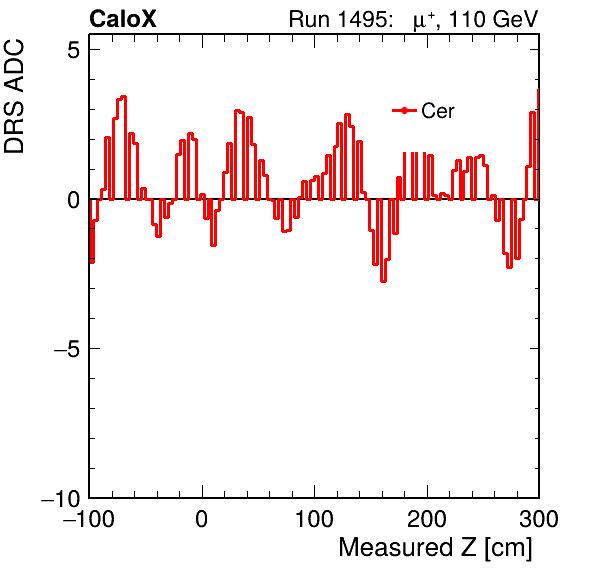 CaloX Run 1495: μ⁺, 110 GeV
DRS ADC
5
Cer
0
−5
−10
−100 0 100 200 300
Measured Z [cm]